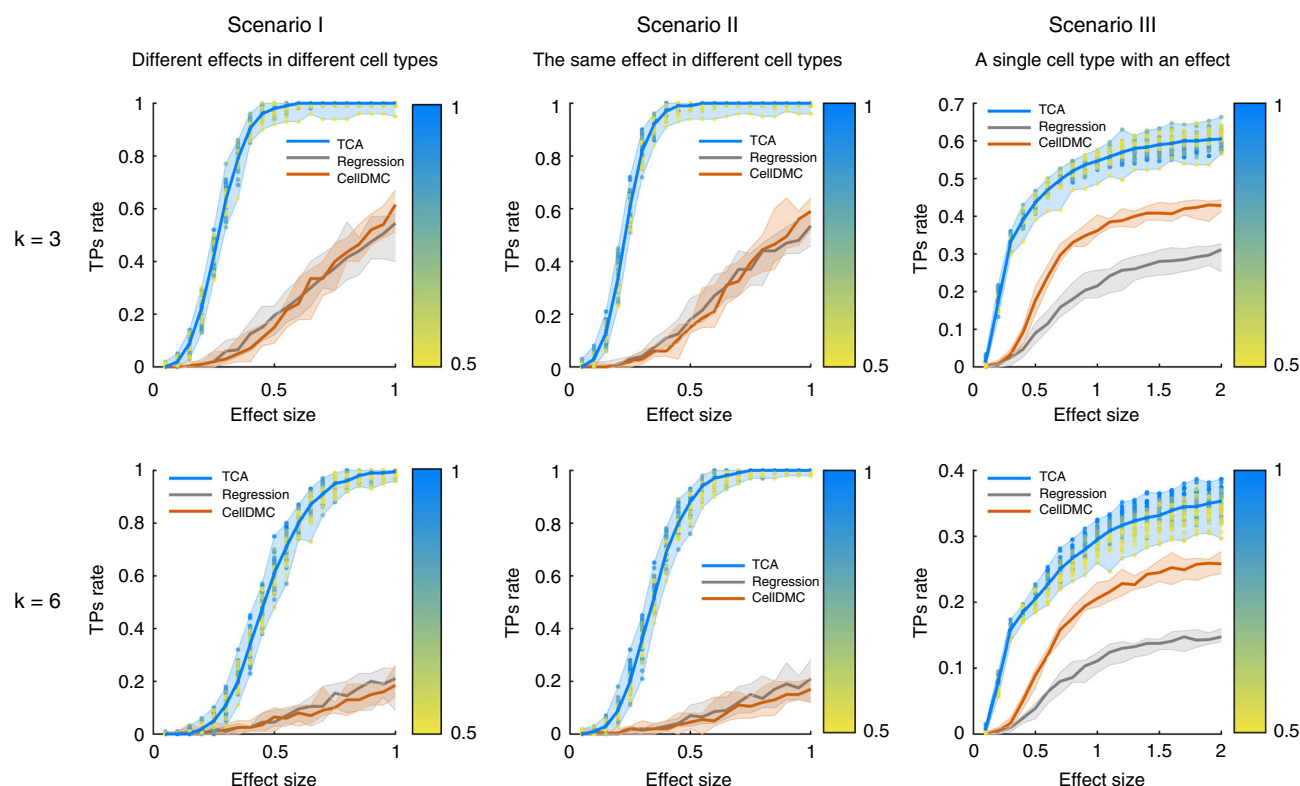 Scenario I
Scenario II
Scenario III
Different effects in different cell types
The same effect in different cell types
A single cell type with an effect
k = 3
TPs rate
1
0.8
0.6
0.4
0.2
0
0
0.5
1
Effect size
TCA
Regression
CellDMC
1
0.5
TPs rate
1
0.8
0.6
0.4
0.2
0
0
0.5
1
Effect size
TCA
Regression
CellDMC
1
0.5
TPs rate
0.7
0.6
0.5
0.4
0.3
0.2
0.1
0
0
0.5
1
1.5
2
Effect size
TCA
Regression
CellDMC
1
0.5
k = 6
TPs rate
1
0.8
0.6
0.4
0.2
0
0
0.5
1
Effect size
TCA
Regression
CellDMC
1
0.5
TPs rate
1
0.8
0.6
0.4
0.2
0
0
0.5
1
Effect size
TCA
Regression
CellDMC
1
0.5
TPs rate
0.4
0.3
0.2
0.1
0
0
0.5
1
1.5
2
Effect size
TCA
Regression
CellDMC
1
0.5